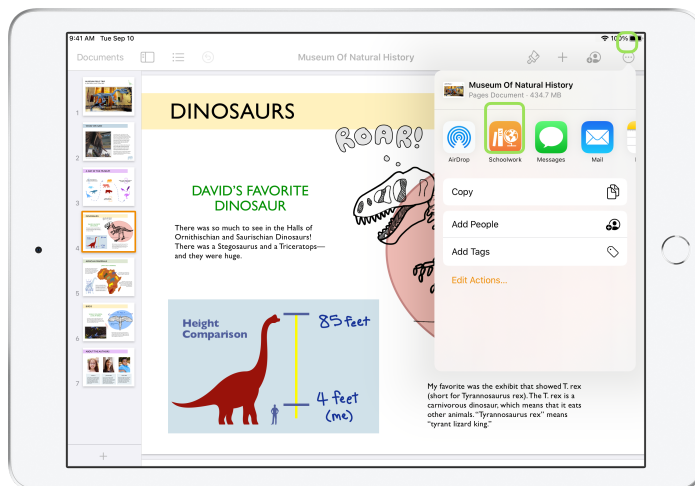 9:41 AM Tue Sep 10
100%
Documents
Museum Of Natural History
1
2
3
4
5
6
7
DINOSAURS
ROAR!
DAVID'S FAVORITE
DINOSAUR
There was so much to see in the Halls of
Ornithischian and Saurischian Dinosaurs!
There was a Stegosaurus and a Triceratops—
and they were huge.
Height
Comparison
85 feet
4 feet
(me)
My favorite was the exhibit that showed T. rex
(short for Tyrannosaurus rex). The T. rex is a
carnivorous dinosaur, which means that it eats
other animals. “Tyrannosaurus rex” means
“tyrant lizard king.”
Museum Of Natural History
Pages Document · 434.7 MB
AirDrop
Schoolwork
Messages
Mail
Copy
Add People
Add Tags
Edit Actions...